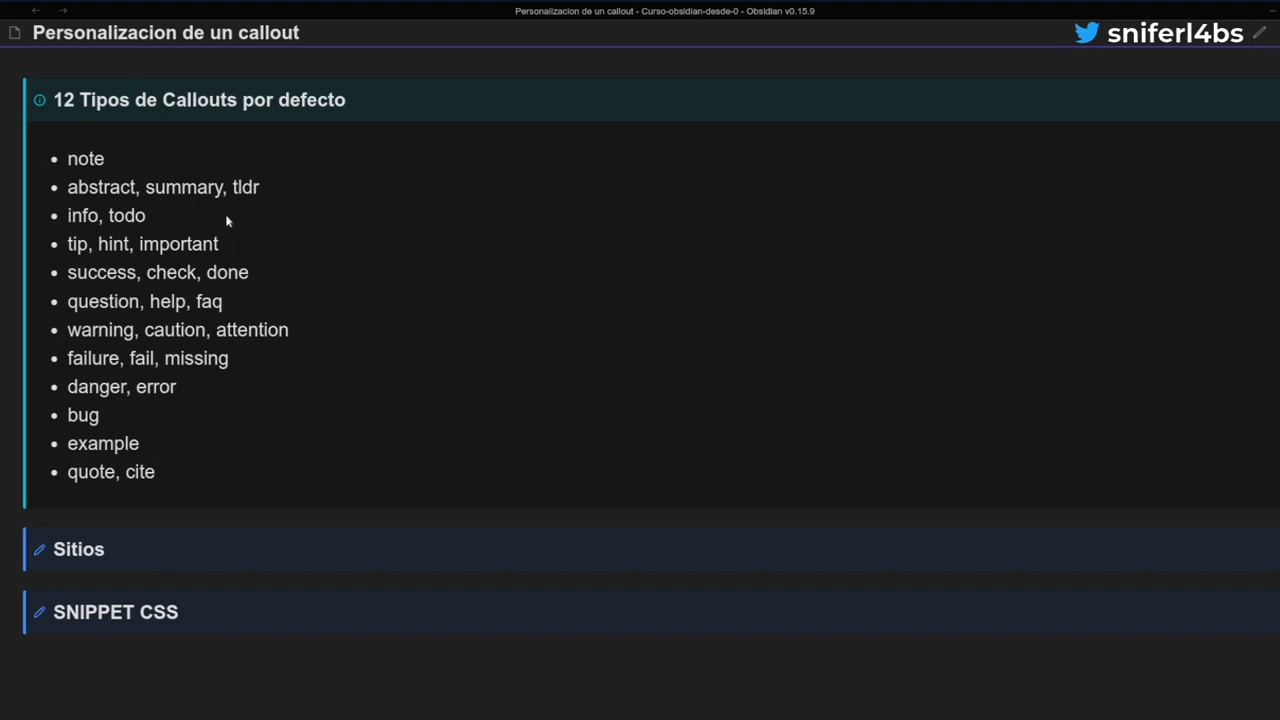 Personalizacion de un callout - Curso-obsidian-desde-0 - Obsidian v0.15.9
Personalizacion de un callout
sniferl4bs
12 Tipos de Callouts por defecto
note
abstract, summary, tldr
info, todo
tip, hint, important
success, check, done
question, help, faq
warning, caution, attention
failure, fail, missing
danger, error
bug
example
quote, cite
Sitios
SNIPPET CSS